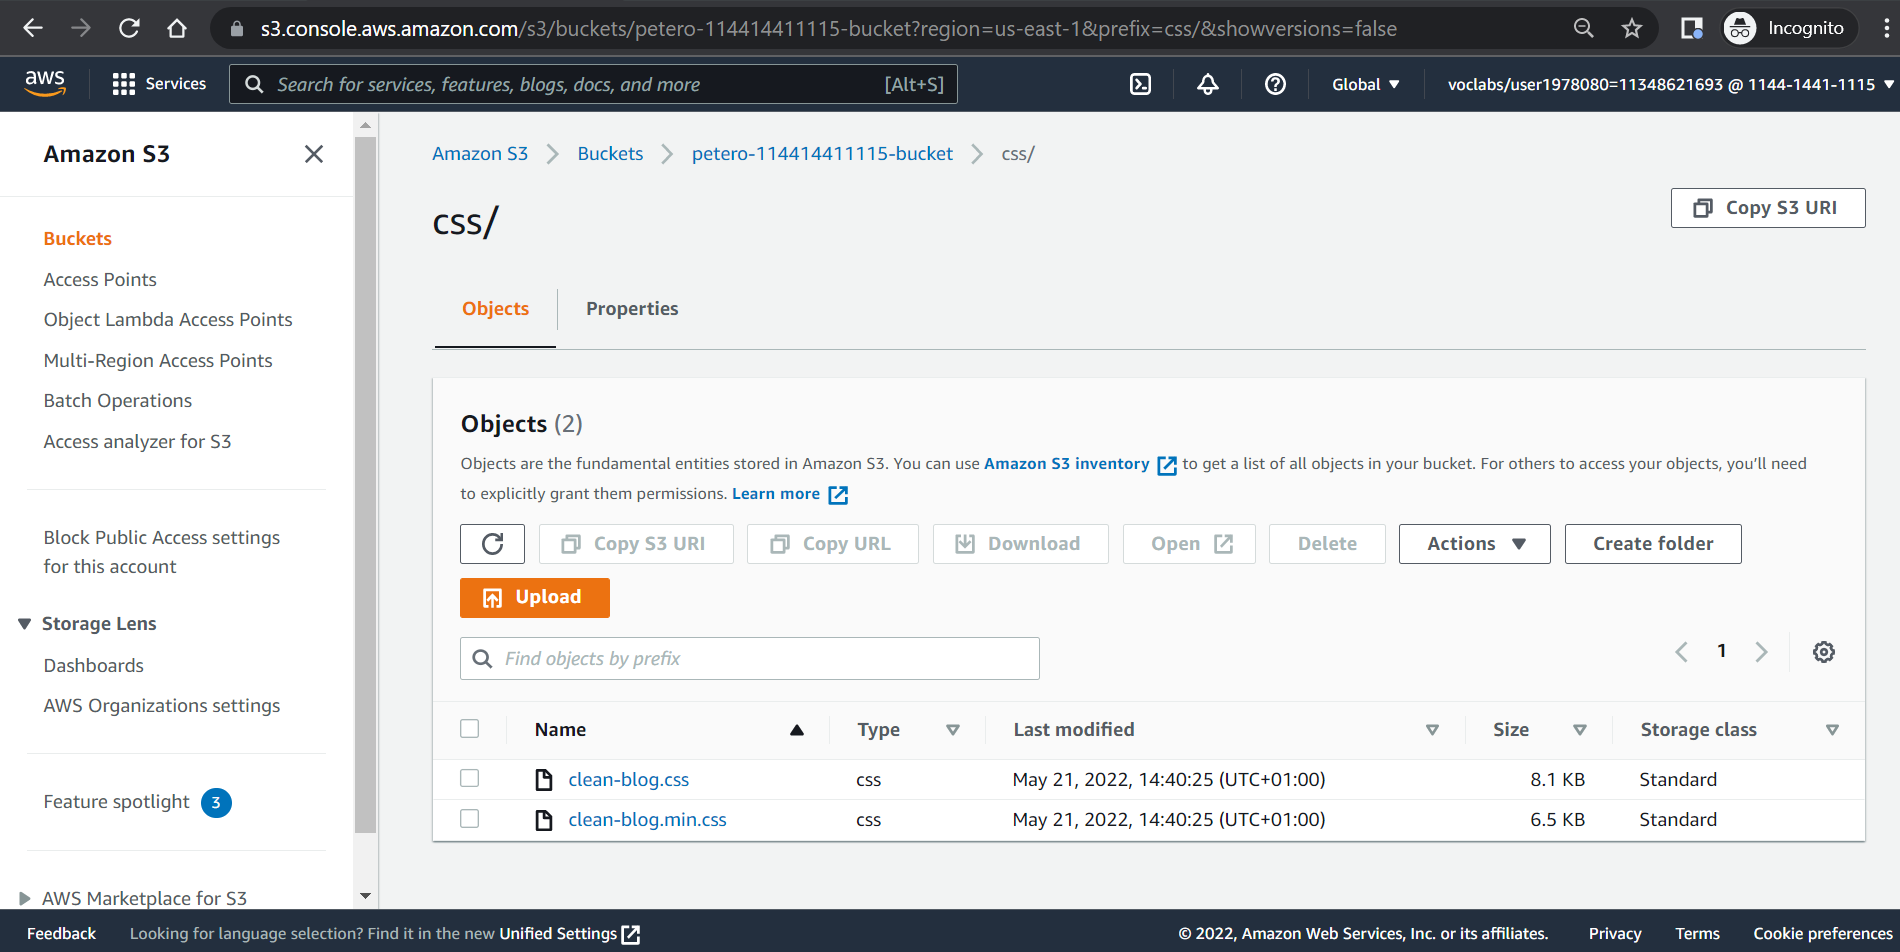 s3.console.aws.amazon.com/s3/buckets/petero-114414411115-bucket?region=us-east-1&prefix=css/&showversions=false
Incognito
aws
Services
Search for services, features, blogs, docs, and more
[Alt+S]
Global
voclabs/user1978080=11348621693 @ 1144-1441-1115
Amazon S3
Buckets
Access Points
Object Lambda Access Points
Multi-Region Access Points
Batch Operations
Access analyzer for S3
Block Public Access settings
for this account
Storage Lens
Dashboards
AWS Organizations settings
Feature spotlight 3
AWS Marketplace for S3
Amazon S3 Buckets petero-114414411115-bucket css/
css/
Copy S3 URI
Objects Properties
Objects (2)
Objects are the fundamental entities stored in Amazon S3. You can use Amazon S3 inventory to get a list of all objects in your bucket. For others to access your objects, you’ll need
to explicitly grant them permissions. Learn more
Copy S3 URI Copy URL Download Open Delete Actions Create folder
Upload
Find objects by prefix
1
Name Type Last modified Size Storage class
clean-blog.css css May 21, 2022, 14:40:25 (UTC+01:00) 8.1 KB Standard
clean-blog.min.css css May 21, 2022, 14:40:25 (UTC+01:00) 6.5 KB Standard
Feedback Looking for language selection? Find it in the new Unified Settings © 2022, Amazon Web Services, Inc. or its affiliates. Privacy Terms Cookie preferences